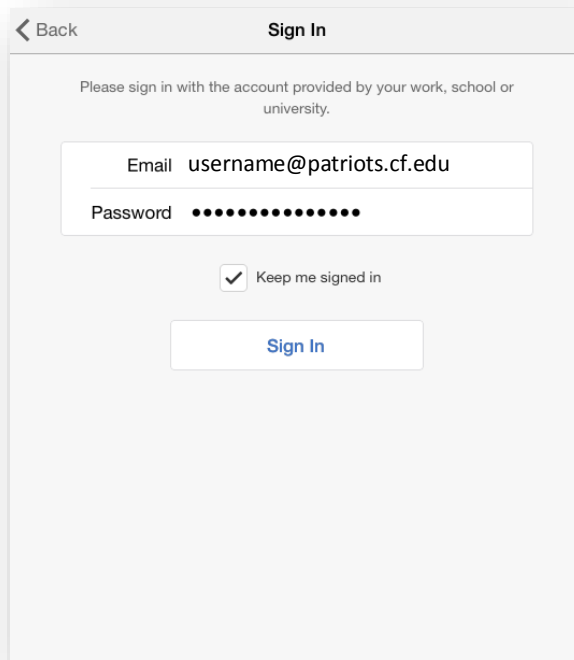 Back
Sign In
Please sign in with the account provided by your work, school or
university.
Email username@patriots.cf.edu
Password •••••••••••••••
Keep me signed in
Sign In